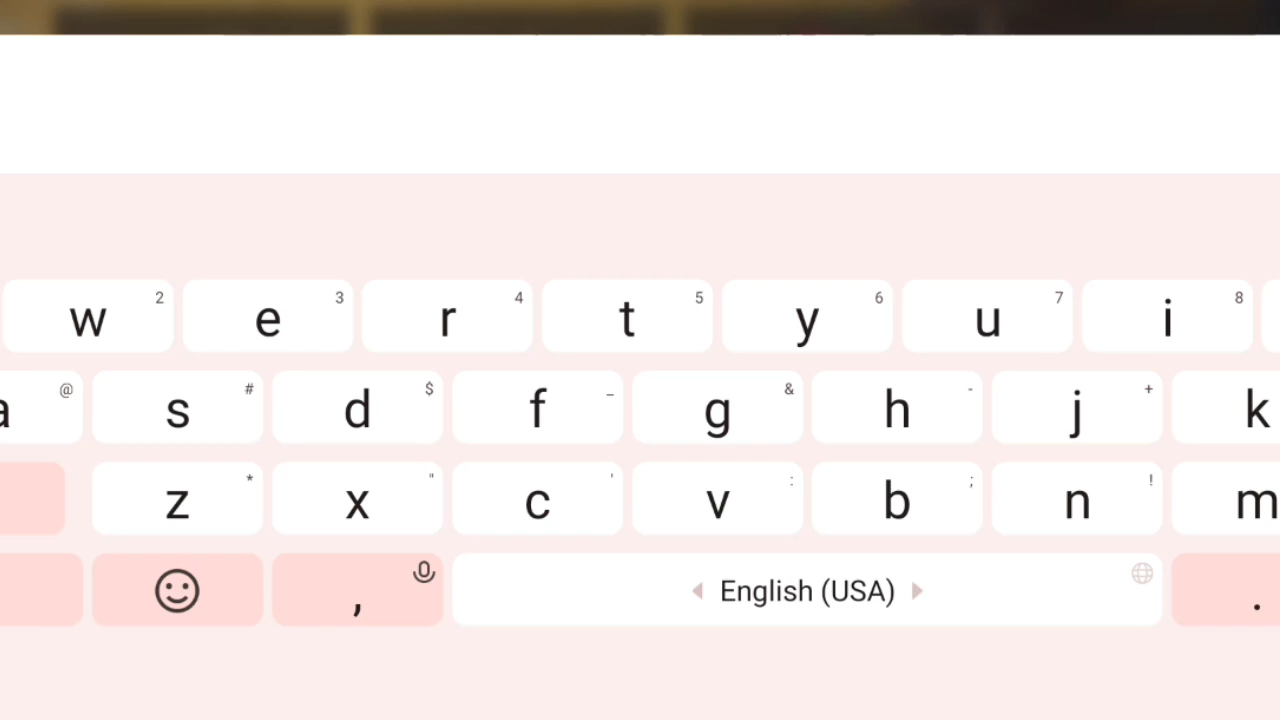 w 2 e 3 r 4 t 5 y 6 u 7 i 8
a @ s # d $ f _ g & h - j + k
z * x " c ' v : b ; n ! m
, English (USA) .